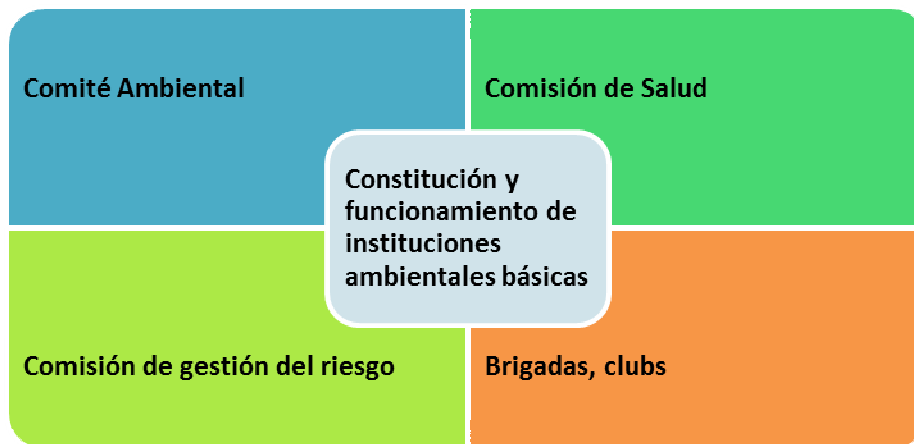 Comité Ambiental
Comisión de Salud
Constitución y
funcionamiento de
instituciones
ambientales básicas
Comisión de gestión del riesgo
Brigadas, clubs